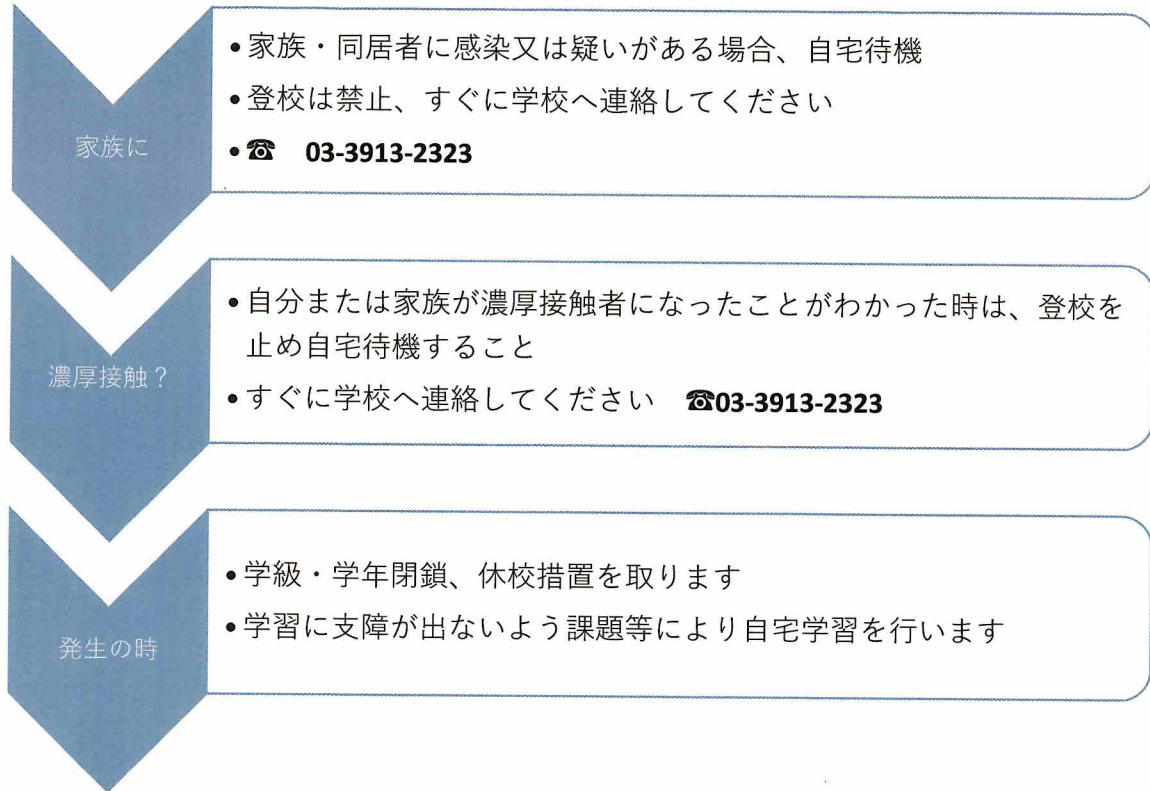 家族に
• 家族・同居者に感染又は疑いがある場合、自宅待機
• 登校は禁止、すぐに学校へ連絡してください
• ☎ 03-3913-2323
濃厚接触？
• 自分または家族が濃厚接触者になったことがわかった時は、登校を
止め自宅待機すること
• すぐに学校へ連絡してください ☎03-3913-2323
発生の時
• 学級・学年閉鎖、休校措置を取ります
• 学習に支障が出ないよう課題等により自宅学習を行います